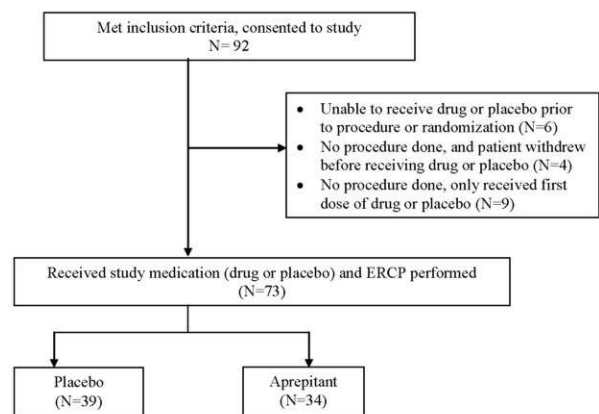 Met inclusion criteria, consented to study
N= 92
• Unable to receive drug or placebo prior
to procedure or randomization (N=6)
• No procedure done, and patient withdrew
before receiving drug or placebo (N=4)
• No procedure done, only received first
dose of drug or placebo (N=9)
Received study medication (drug or placebo) and ERCP performed
(N=73)
Placebo
(N=39)
Aprepitant
(N=34)